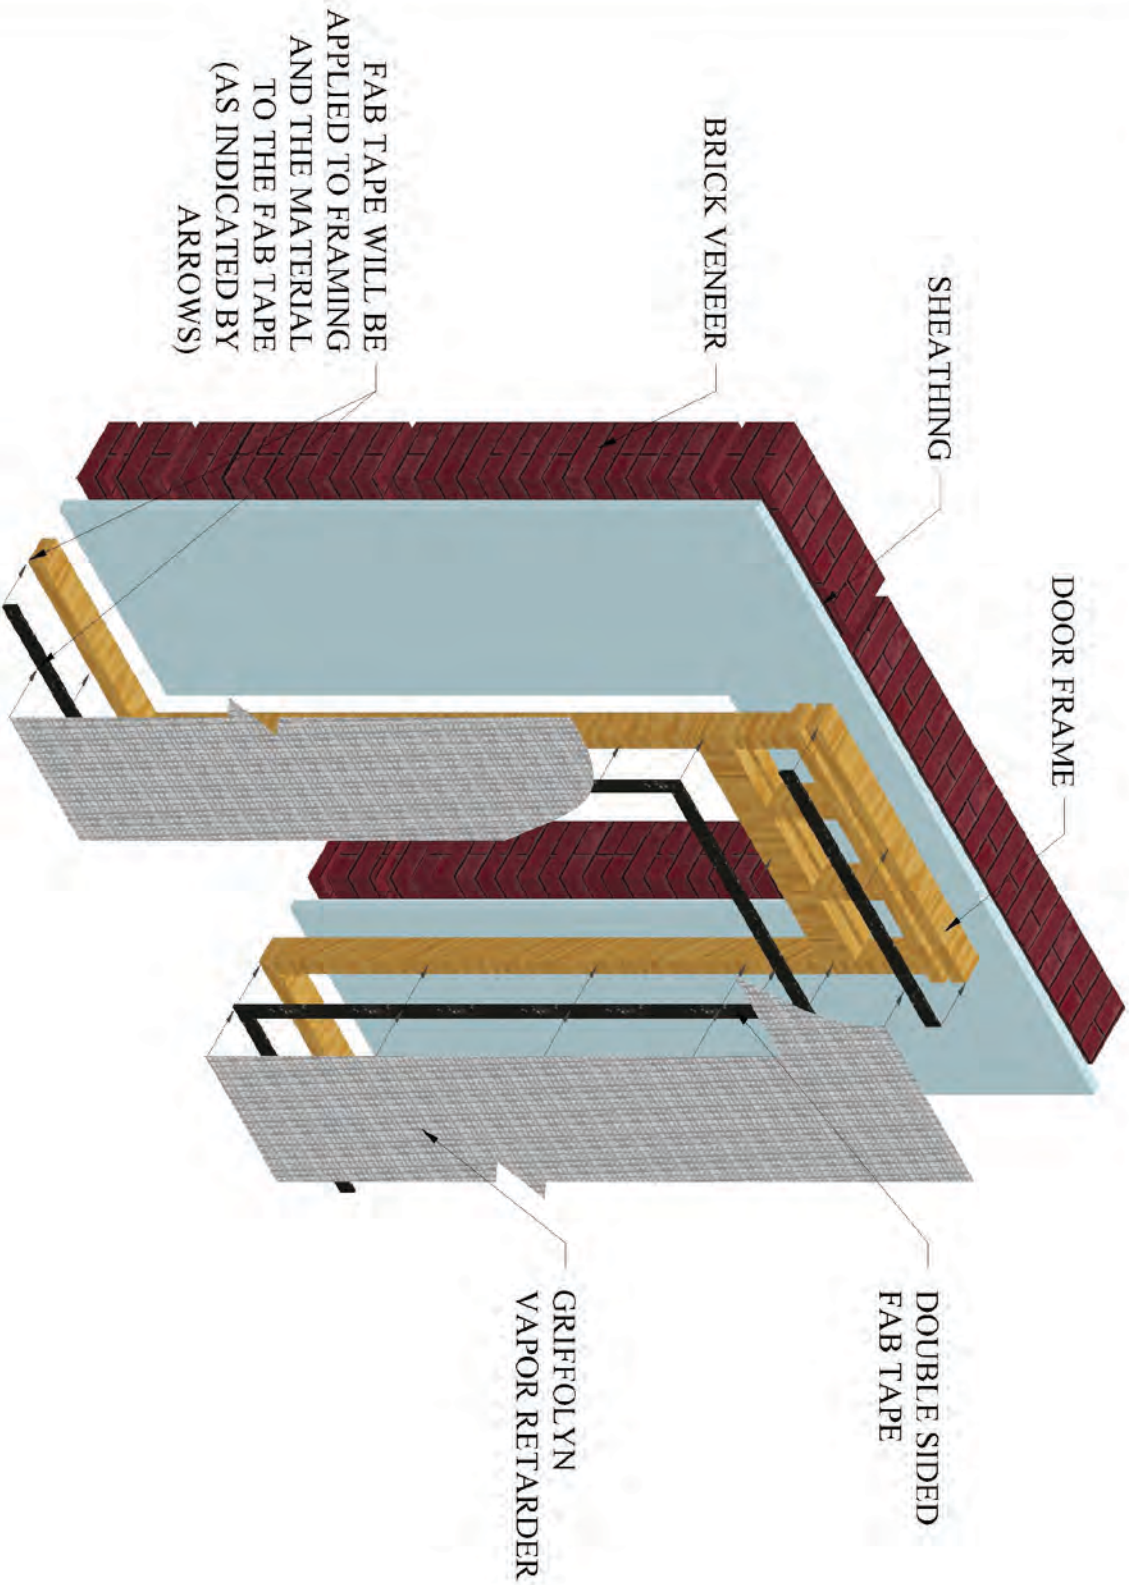 FAB TAPE WILL BE
APPLIED TO FRAMING
AND THE MATERIAL
TO THE FAB TAPE
(AS INDICATED BY
ARROWS)
BRICK VENEER
SHEATHING
DOOR FRAME
DOUBLE SIDED
FAB TAPE
GRIFFOLYN
VAPOR RETARDER